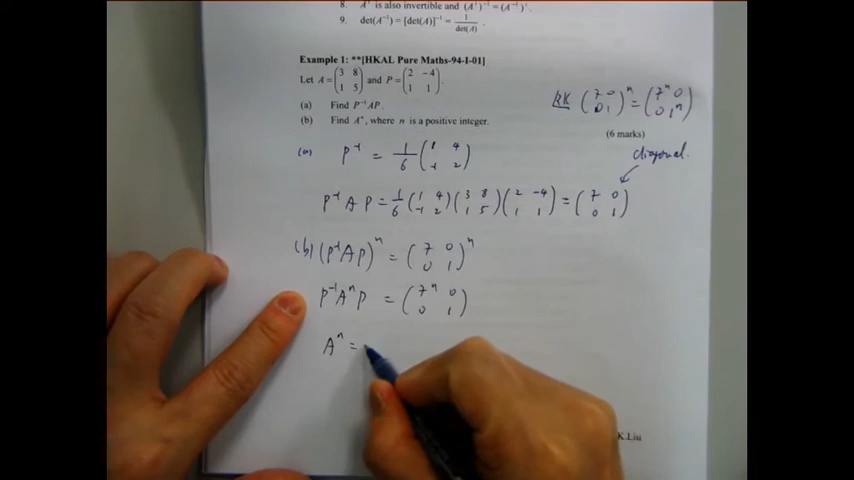 8. Aᵗ is also invertible and (Aᵗ)⁻¹ = (A⁻¹)ᵗ.
9. det(A⁻¹) = [det(A)]⁻¹ = 1/det(A).
Example 1: **[HKAL Pure Maths-94-I-01]
Let A = (3 8; 1 5) and P = (2 −4; 1 1).
(a) Find P⁻¹AP.
(b) Find Aⁿ, where n is a positive integer.
(6 marks)
RK (7 0; 0 1)ⁿ = (7ⁿ 0; 0 1ⁿ)
(a) P⁻¹ = 1/6 (1 4; -1 2)
diagonal.
P⁻¹ A P = 1/6 (1 4; -1 2)(3 8; 1 5)(2 -4; 1 1) = (7 0; 0 1)
(b) (P⁻¹AP)ⁿ = (7 0; 0 1)ⁿ
P⁻¹AⁿP = (7ⁿ 0; 0 1)
Aⁿ =
K.Liu